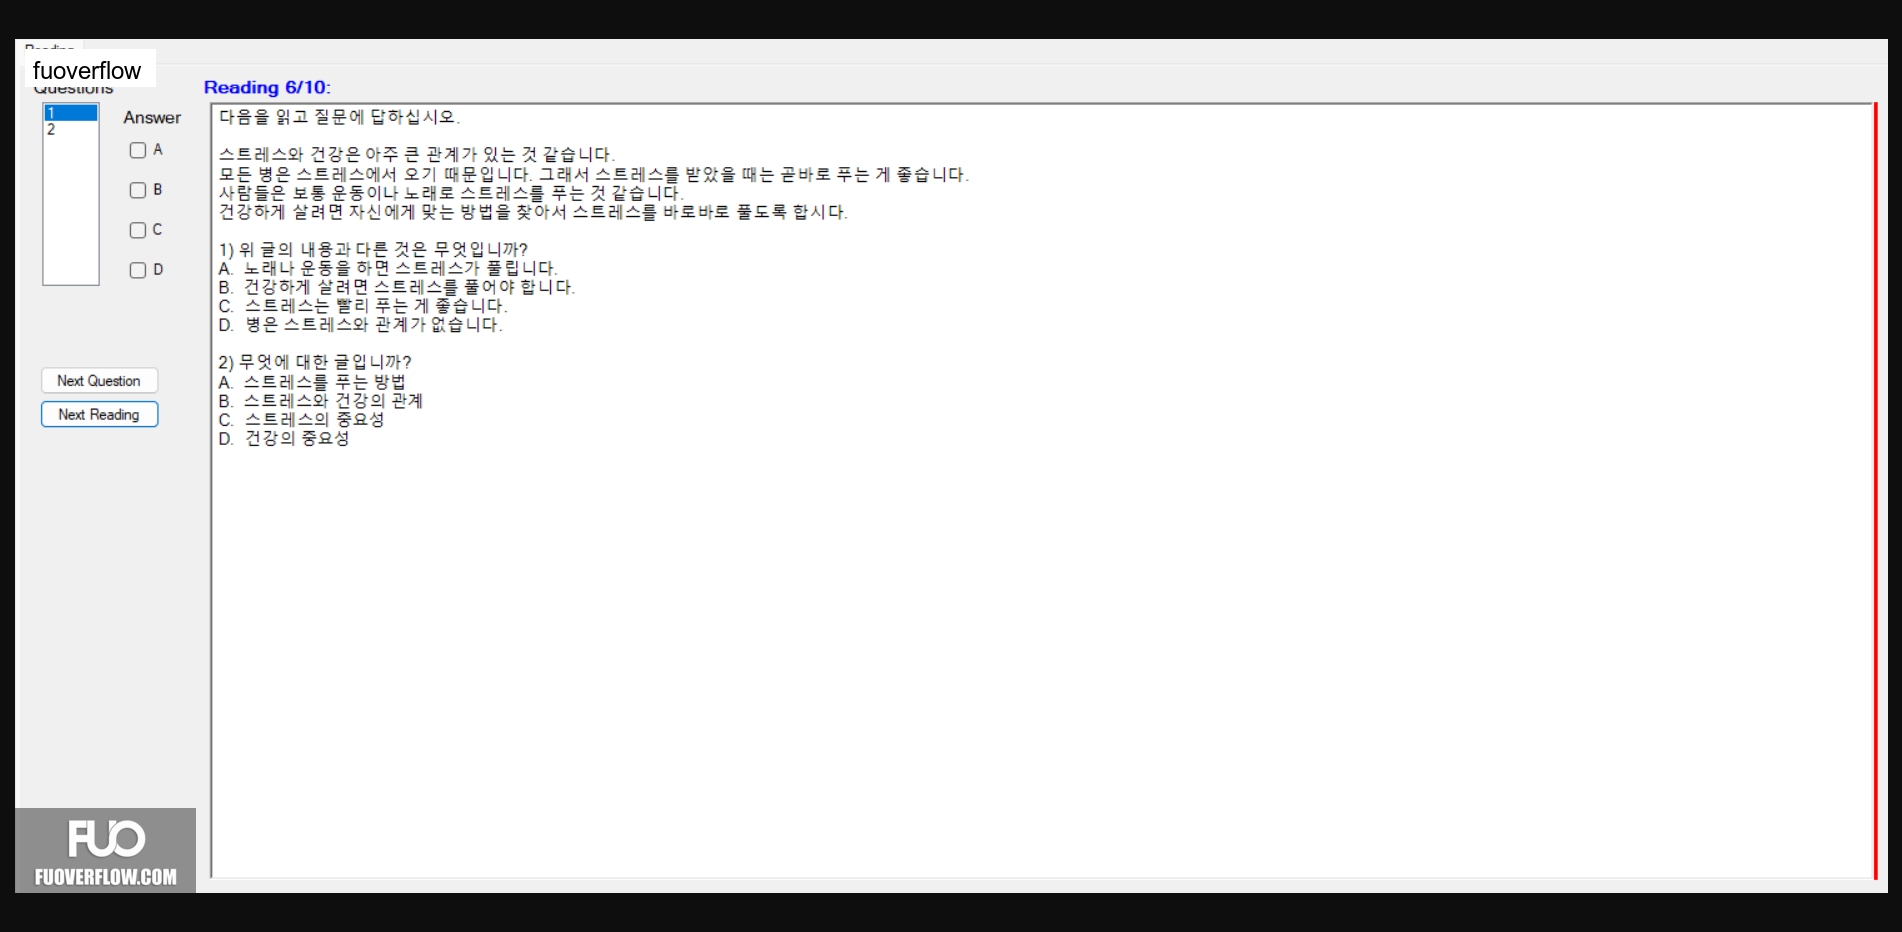 fuoverflow
Questions
Reading 6/10:
1
2
Answer
A
B
C
D
Next Question
Next Reading
다음을 읽고 질문에 답하십시오.
스트레스와 건강은 아주 큰 관계가 있는 것 같습니다.
모든 병은 스트레스에서 오기 때문입니다. 그래서 스트레스를 받았을 때는 곧바로 푸는 게 좋습니다.
사람들은 보통 운동이나 노래로 스트레스를 푸는 것 같습니다.
건강하게 살려면 자신에게 맞는 방법을 찾아서 스트레스를 바로바로 풀도록 합시다.
1) 위 글의 내용과 다른 것은 무엇입니까?
A. 노래나 운동을 하면 스트레스가 풀립니다.
B. 건강하게 살려면 스트레스를 풀어야 합니다.
C. 스트레스는 빨리 푸는 게 좋습니다.
D. 병은 스트레스와 관계가 없습니다.
2) 무엇에 대한 글입니까?
A. 스트레스를 푸는 방법
B. 스트레스와 건강의 관계
C. 스트레스의 중요성
D. 건강의 중요성
FUO
FUOVERFLOW.COM